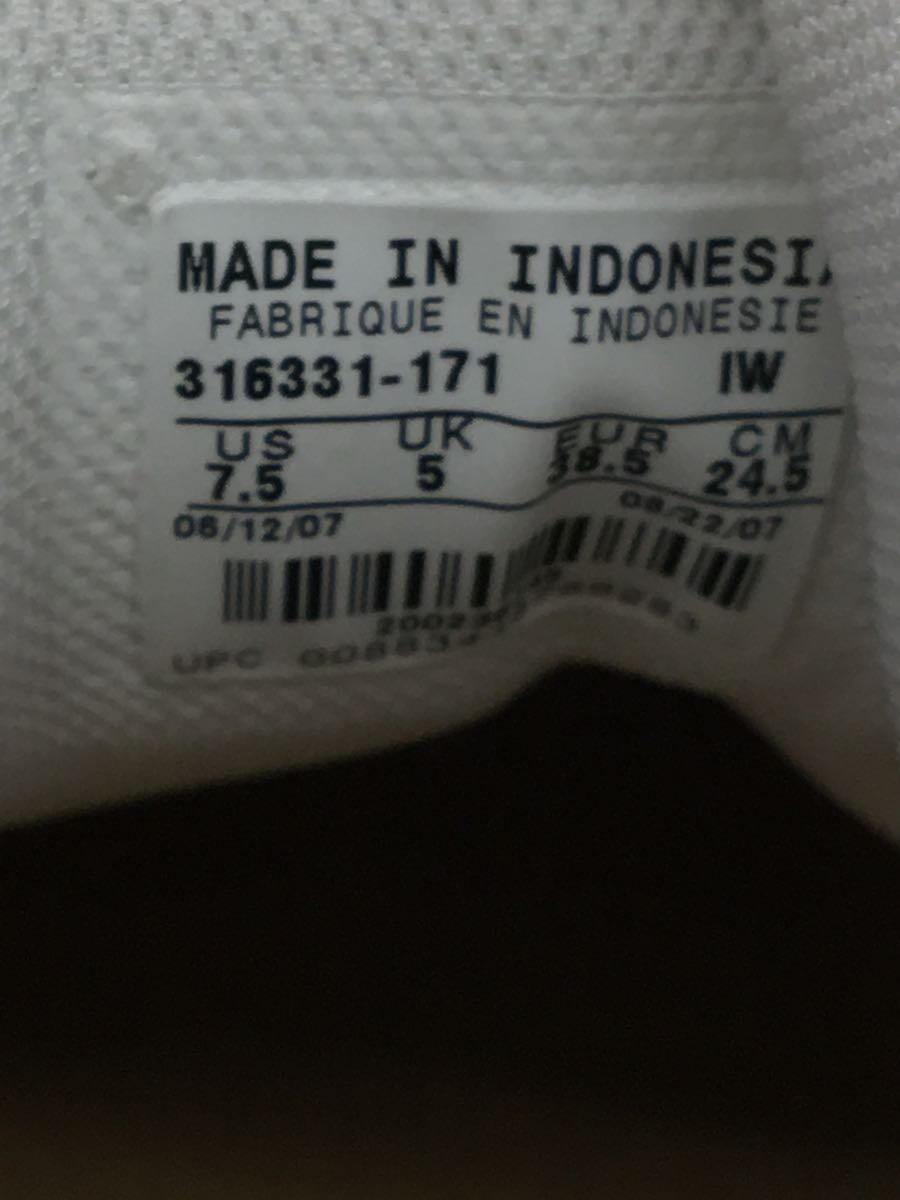 MADE IN INDONESIA
FABRIQUE EN INDONESIE
316331-171 IW
US UK EUR CM
7.5 5 38.5 24.5
06/12/07 08/22/07
UPC